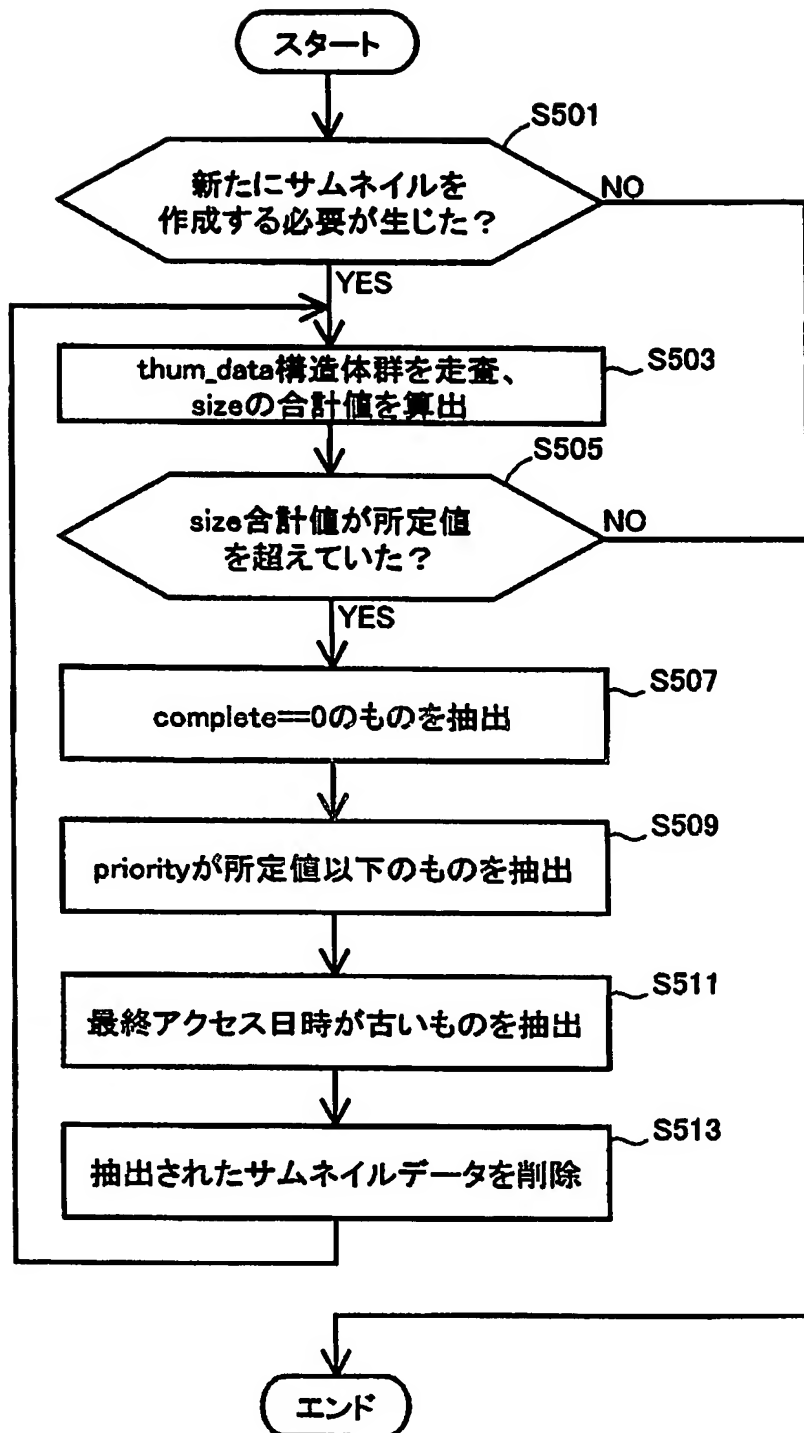 スタート
S501
新たにサムネイルを
作成する必要が生じた？
NO
YES
thum_data構造体群を走査、
sizeの合計値を算出
S503
S505
size合計値が所定値
を超えていた？
NO
YES
S507
complete==0のものを抽出
S509
priorityが所定値以下のものを抽出
S511
最終アクセス日時が古いものを抽出
S513
抽出されたサムネイルデータを削除
エンド